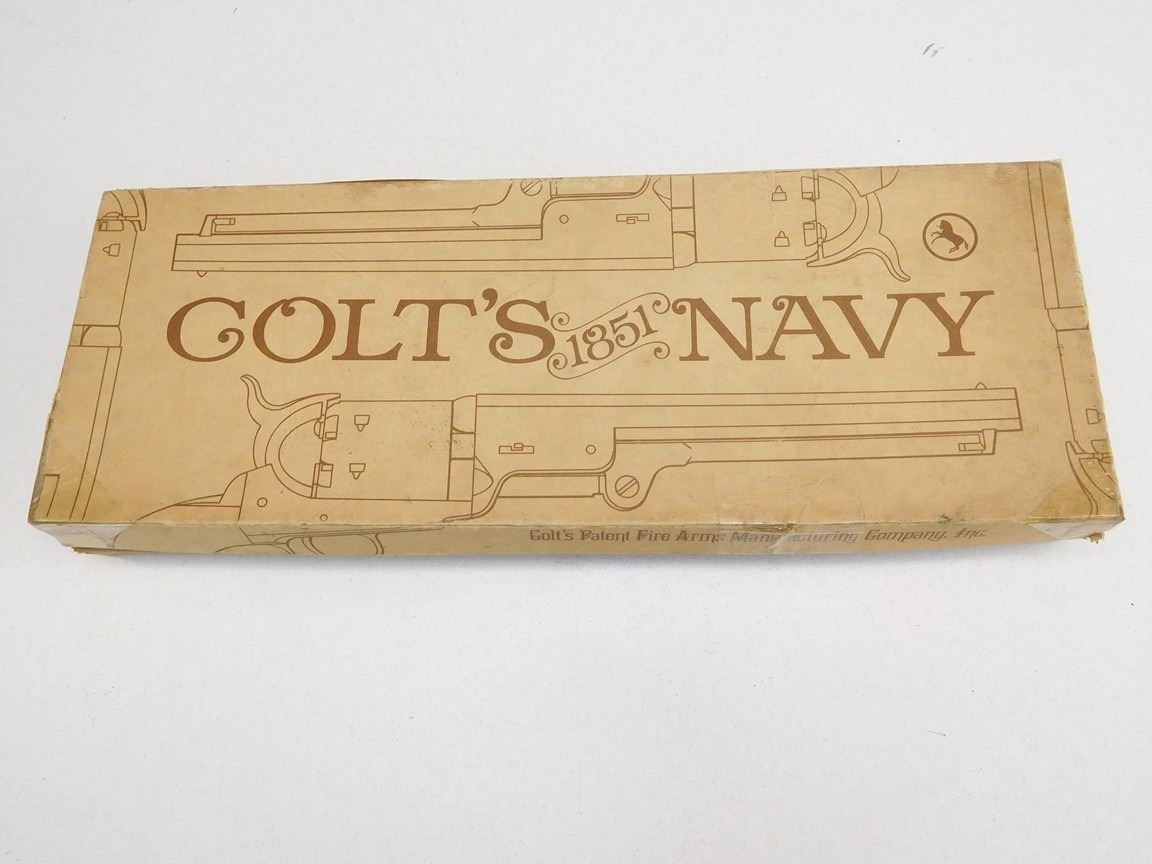 COLT'S 1851 NAVY
Colt's Patent Fire Arms Manufacturing Company, Inc.